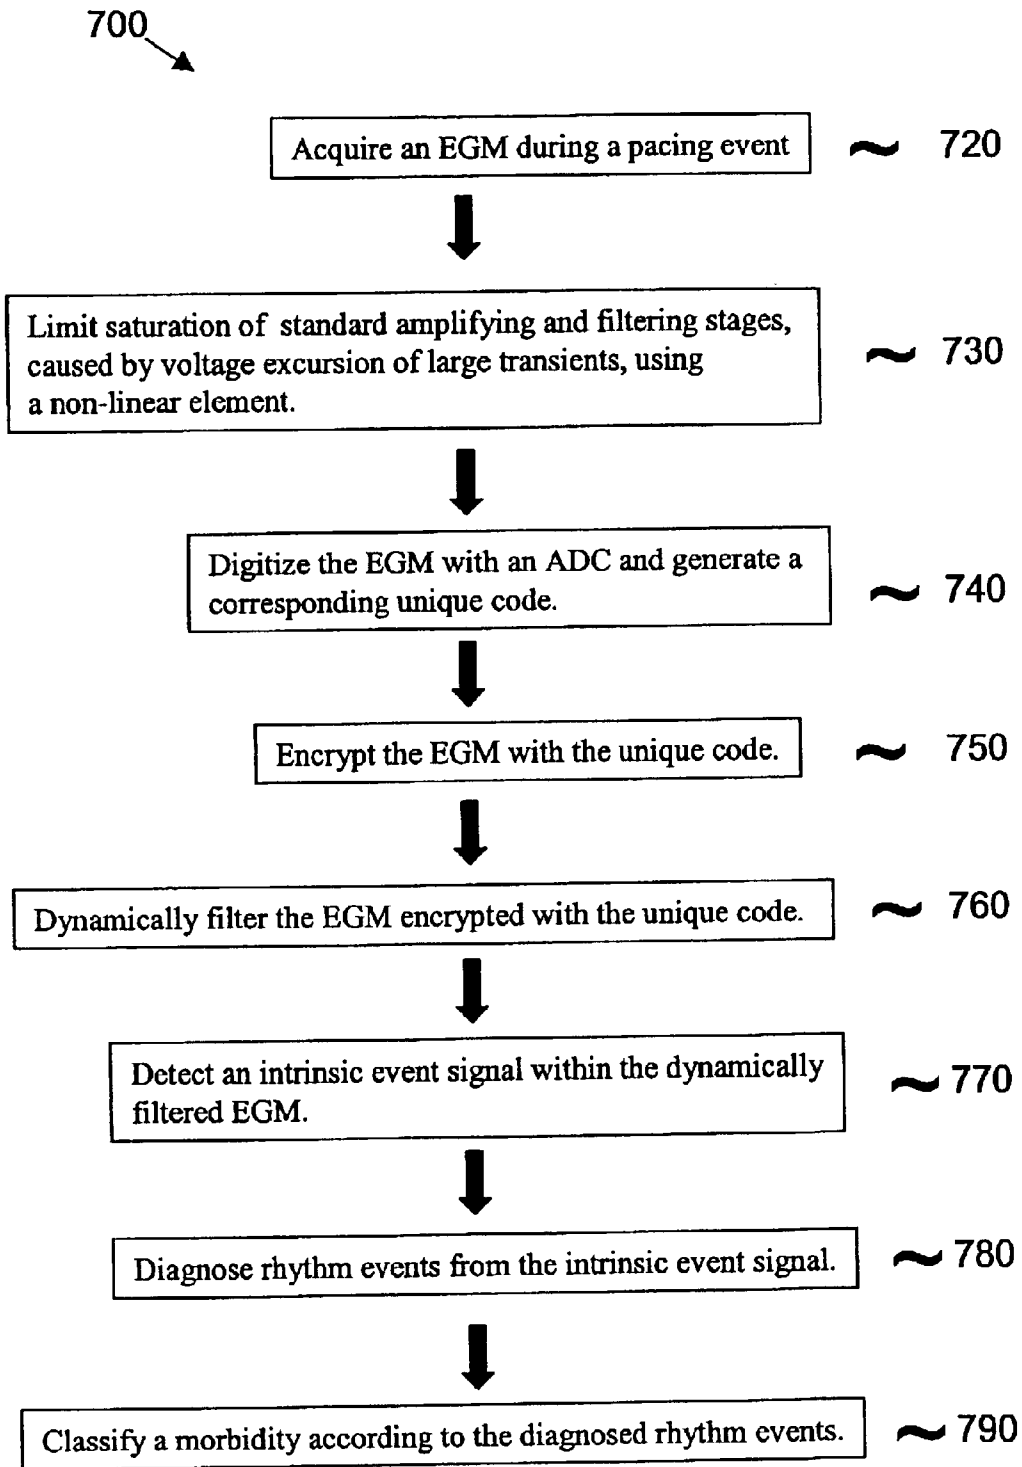 700
Acquire an EGM during a pacing event
720
Limit saturation of standard amplifying and filtering stages,
caused by voltage excursion of large transients, using
a non-linear element.
730
Digitize the EGM with an ADC and generate a
corresponding unique code.
740
Encrypt the EGM with the unique code.
750
Dynamically filter the EGM encrypted with the unique code.
760
Detect an intrinsic event signal within the dynamically
filtered EGM.
770
Diagnose rhythm events from the intrinsic event signal.
780
Classify a morbidity according to the diagnosed rhythm events.
790